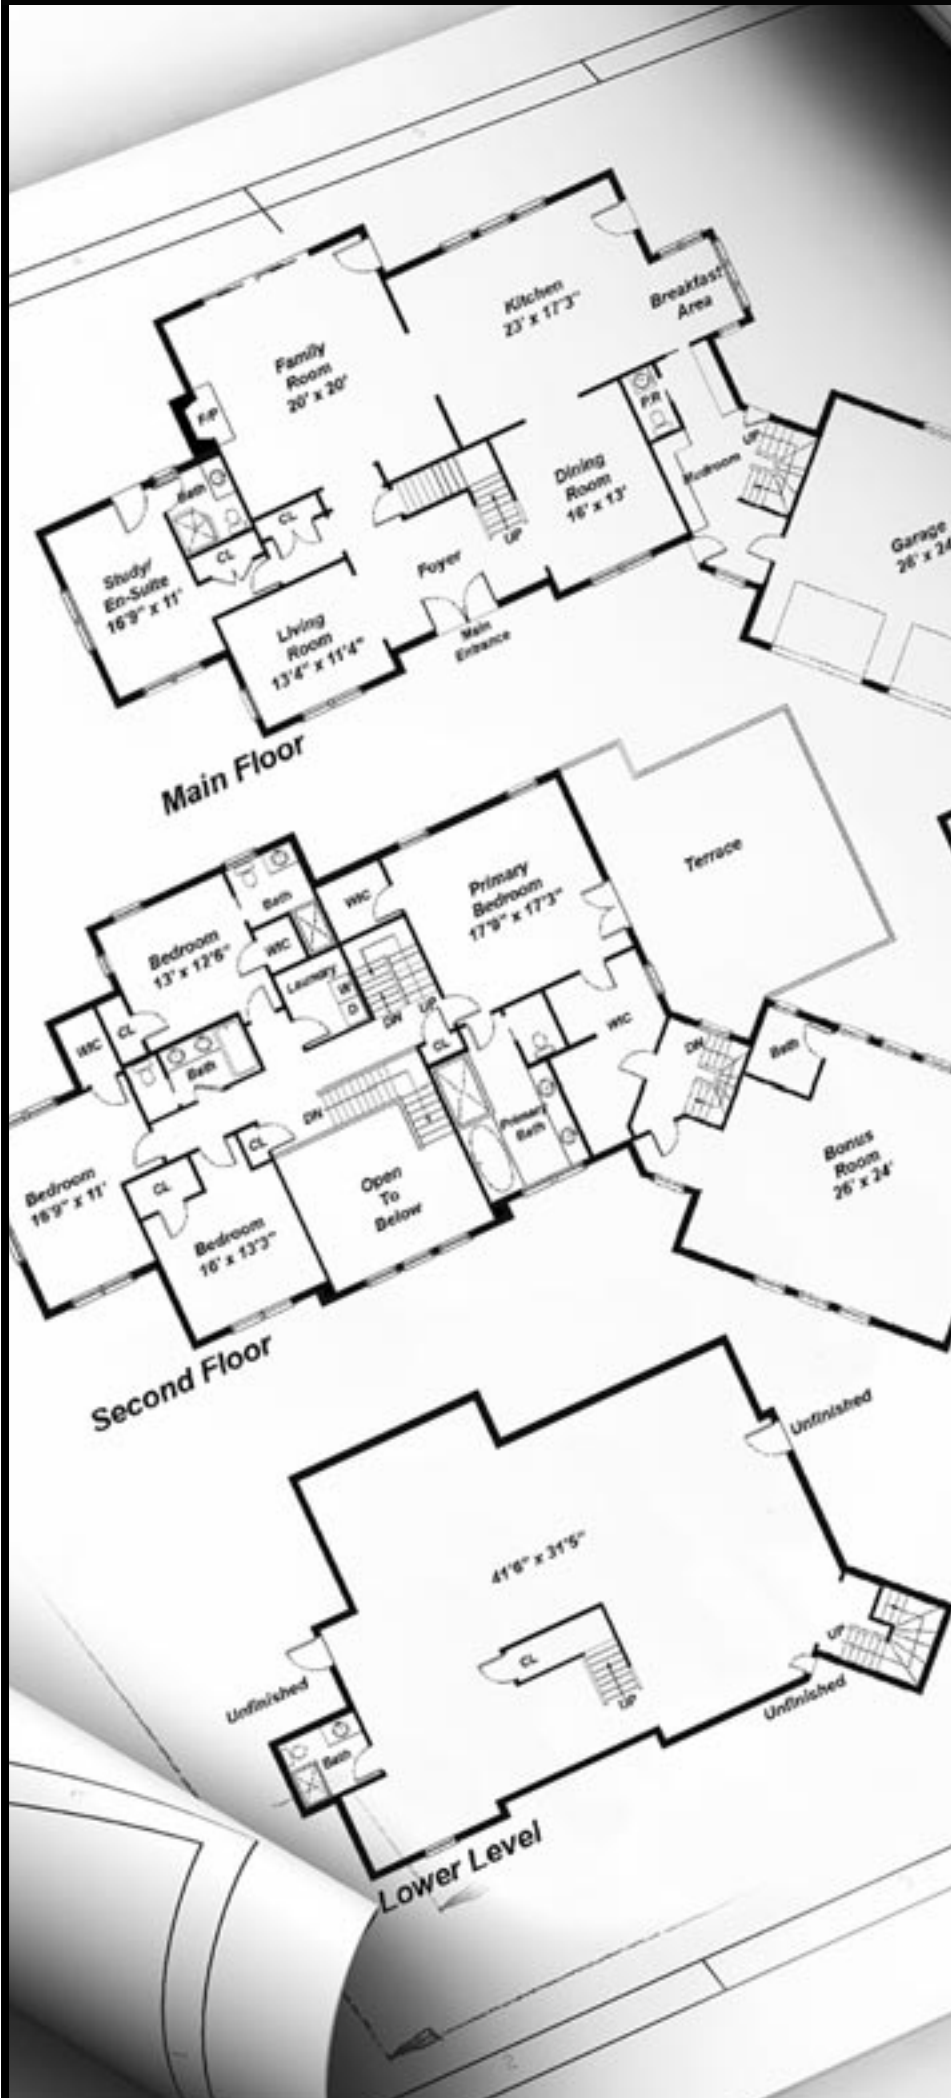 Kitchen
23' x 17'3"
Breakfast
Area
Family
Room
20' x 20'
F/P
P/R
Bath
Dining
Room
16' x 13'
UP
Mudroom
Garage
CL
CL
Study/
En-Suite
16'9" x 11'
Foyer
UP
Living
Room
13'4" x 11'4"
Main
Entrance
Main Floor
Terrace
Primary
Bedroom
17'9" x 17'3"
WIC
Bath
Bedroom
13' x 12'6"
WIC
Laundry
W
D
DN
UP
CL
CL
WIC
Bath
WIC
DN
Bath
DN
Primary
Bath
CL
CL
Bedroom
16'9" x 11'
Open
To
Below
Bonus
Room
26' x 24'
Bedroom
16' x 13'3"
Second Floor
Unfinished
41'6" x 31'5"
UP
CL
UP
Unfinished
Unfinished
Bath
Lower Level